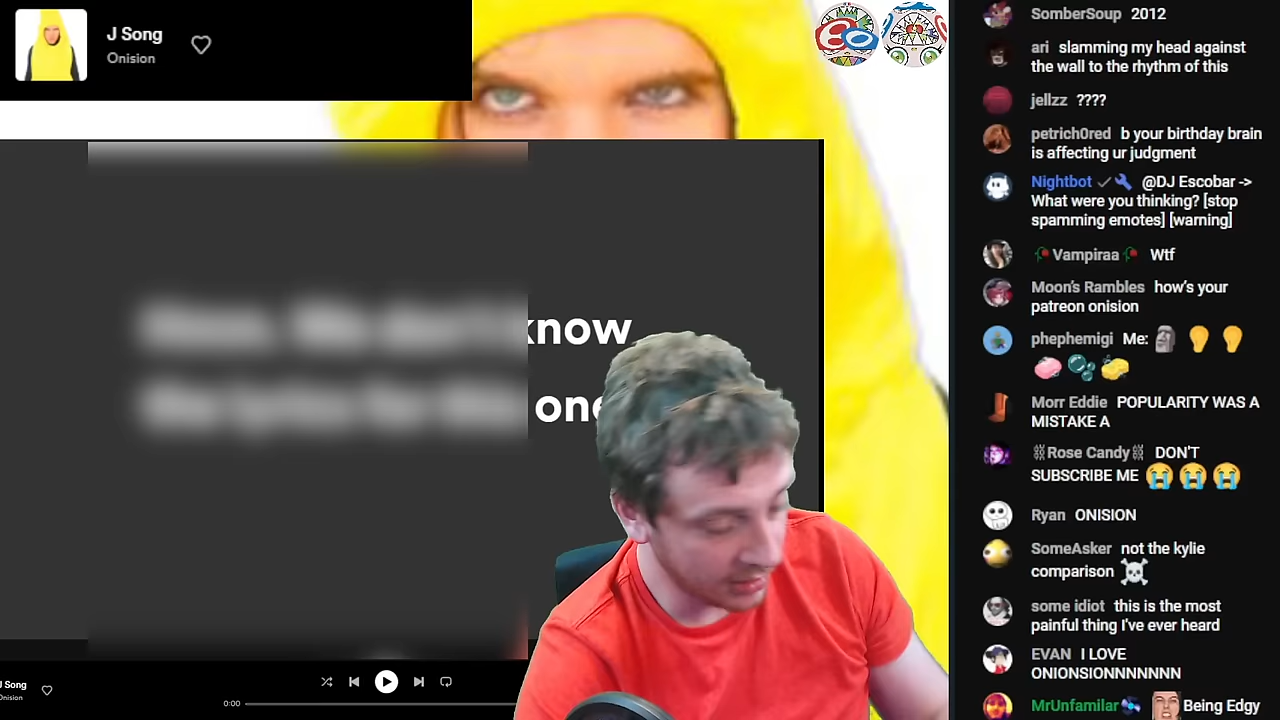 J Song
Onision
know
one
J Song
Onision
0:00
SomberSoup 2012
ari slamming my head against
the wall to the rhythm of this
jellzz ????
petrich0red b your birthday brain
is affecting ur judgment
Nightbot @DJ Escobar ->
What were you thinking? [stop
spamming emotes] [warning]
Vampiraa Wtf
Moon's Rambles how's your
patreon onision
phephemigi Me: 🗿 👂 👂
🧼 🫧 🧽
Morr Eddie POPULARITY WAS A
MISTAKE A
Rose Candy DON'T
SUBSCRIBE ME 😭 😭 😭
Ryan ONISION
SomeAsker not the kylie
comparison ☠️
some idiot this is the most
painful thing I've ever heard
EVAN I LOVE
ONIONSIONNNNNN
MrUnfamilar Being Edgy